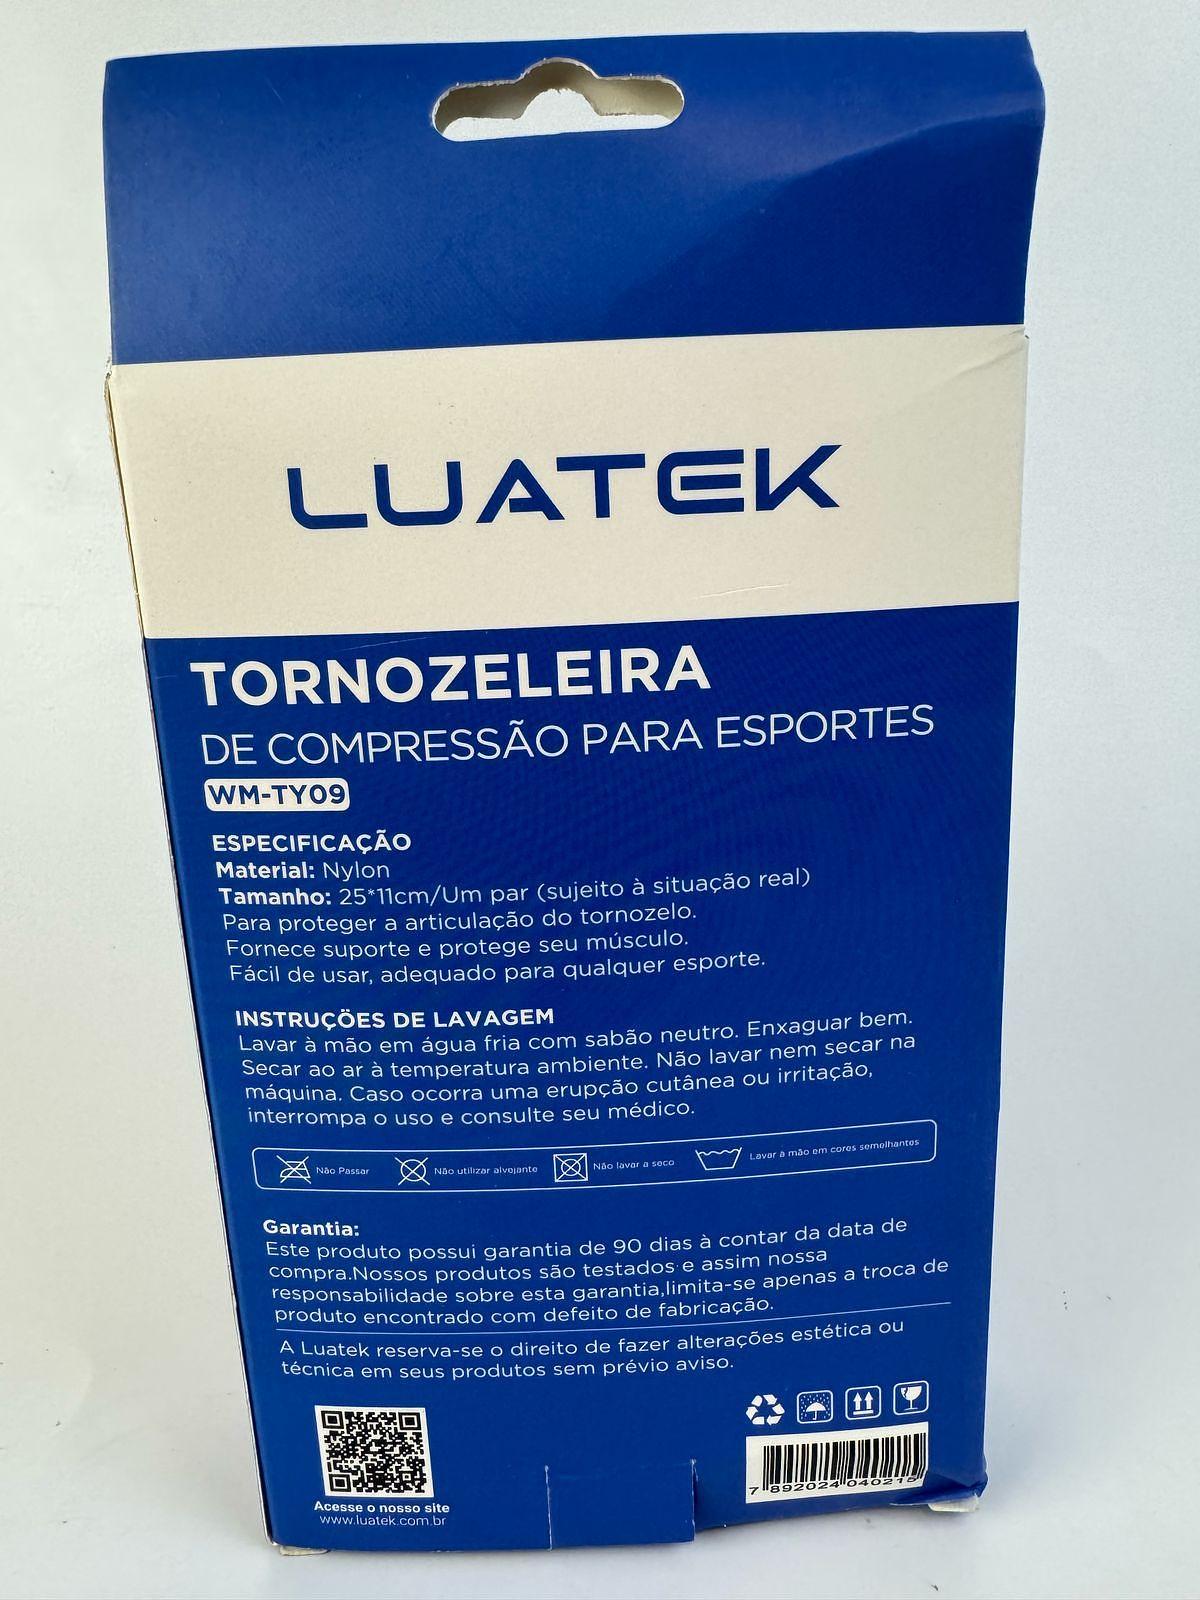 LUATEK
TORNOZELEIRA
DE COMPRESSÃO PARA ESPORTES
WM-TY09
ESPECIFICAÇÃO
Material: Nylon
Tamanho: 25*11cm/Um par (sujeito à situação real)
Para proteger a articulação do tornozelo.
Fornece suporte e protege seu músculo.
Fácil de usar, adequado para qualquer esporte.
INSTRUÇÕES DE LAVAGEM
Lavar à mão em água fria com sabão neutro. Enxaguar bem.
Secar ao ar à temperatura ambiente. Não lavar nem secar na
máquina. Caso ocorra uma erupção cutânea ou irritação,
interrompa o uso e consulte seu médico.
Não Passar
Não utilizar alvejante
Não lavar a seco
Lavar à mão em cores semelhantes
Garantia:
Este produto possui garantia de 90 dias à contar da data de
compra.Nossos produtos são testados e assim nossa
responsabilidade sobre esta garantia,limita-se apenas a troca de
produto encontrado com defeito de fabricação.
A Luatek reserva-se o direito de fazer alterações estética ou
técnica em seus produtos sem prévio aviso.
Acesse o nosso site
www.luatek.com.br
7 892024 040215